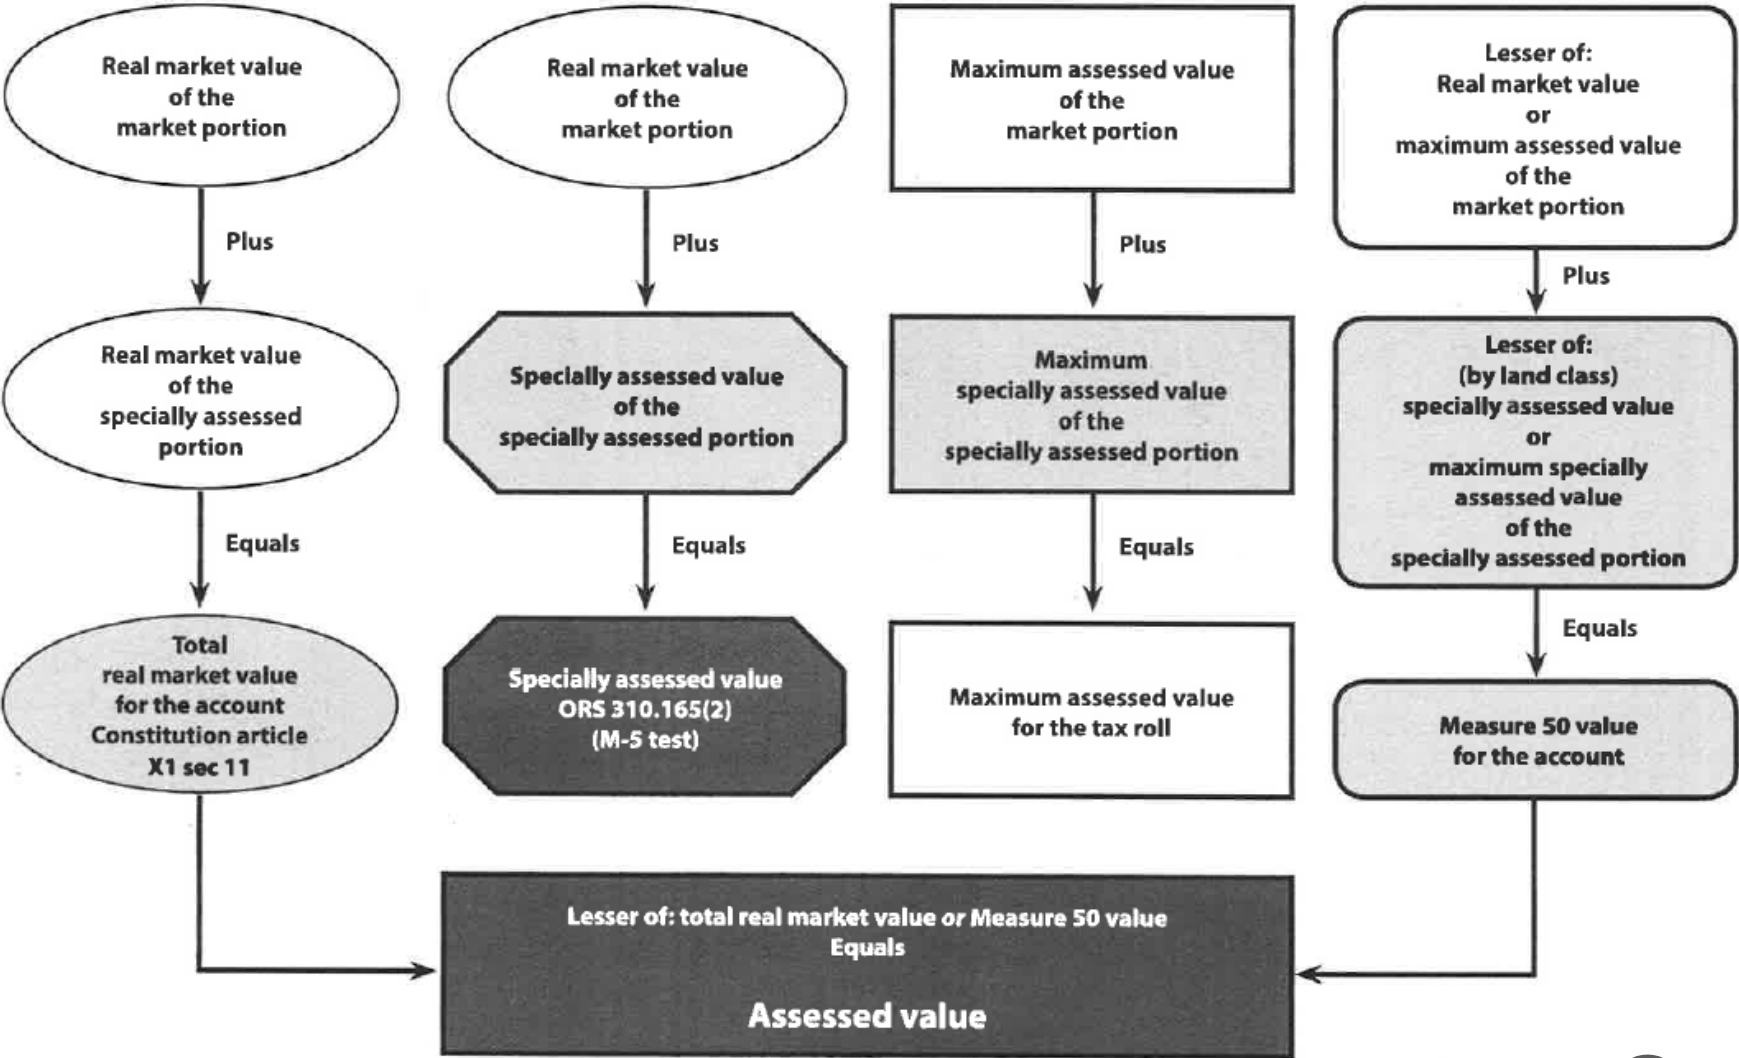 Real market value
of the
market portion
Plus
Real market value
of the
specially assessed
portion
Equals
Total
real market value
for the account
Constitution article
X1 sec 11
Real market value
of the
market portion
Plus
Specially assessed value
of the
specially assessed portion
Equals
Specially assessed value
ORS 310.165(2)
(M-5 test)
Maximum assessed value
of the
market portion
Plus
Maximum
specially assessed value
of the
specially assessed portion
Equals
Maximum assessed value
for the tax roll
Lesser of:
Real market value
or
maximum assessed value
of the
market portion
Plus
Lesser of:
(by land class)
specially assessed value
or
maximum specially
assessed value
of the
specially assessed portion
Equals
Measure 50 value
for the account
Lesser of: total real market value or Measure 50 value
Equals
Assessed value